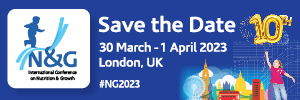 N&G
International Conference
on Nutrition & Growth
Save the Date
30 March - 1 April 2023
London, UK
#NG2023
10th